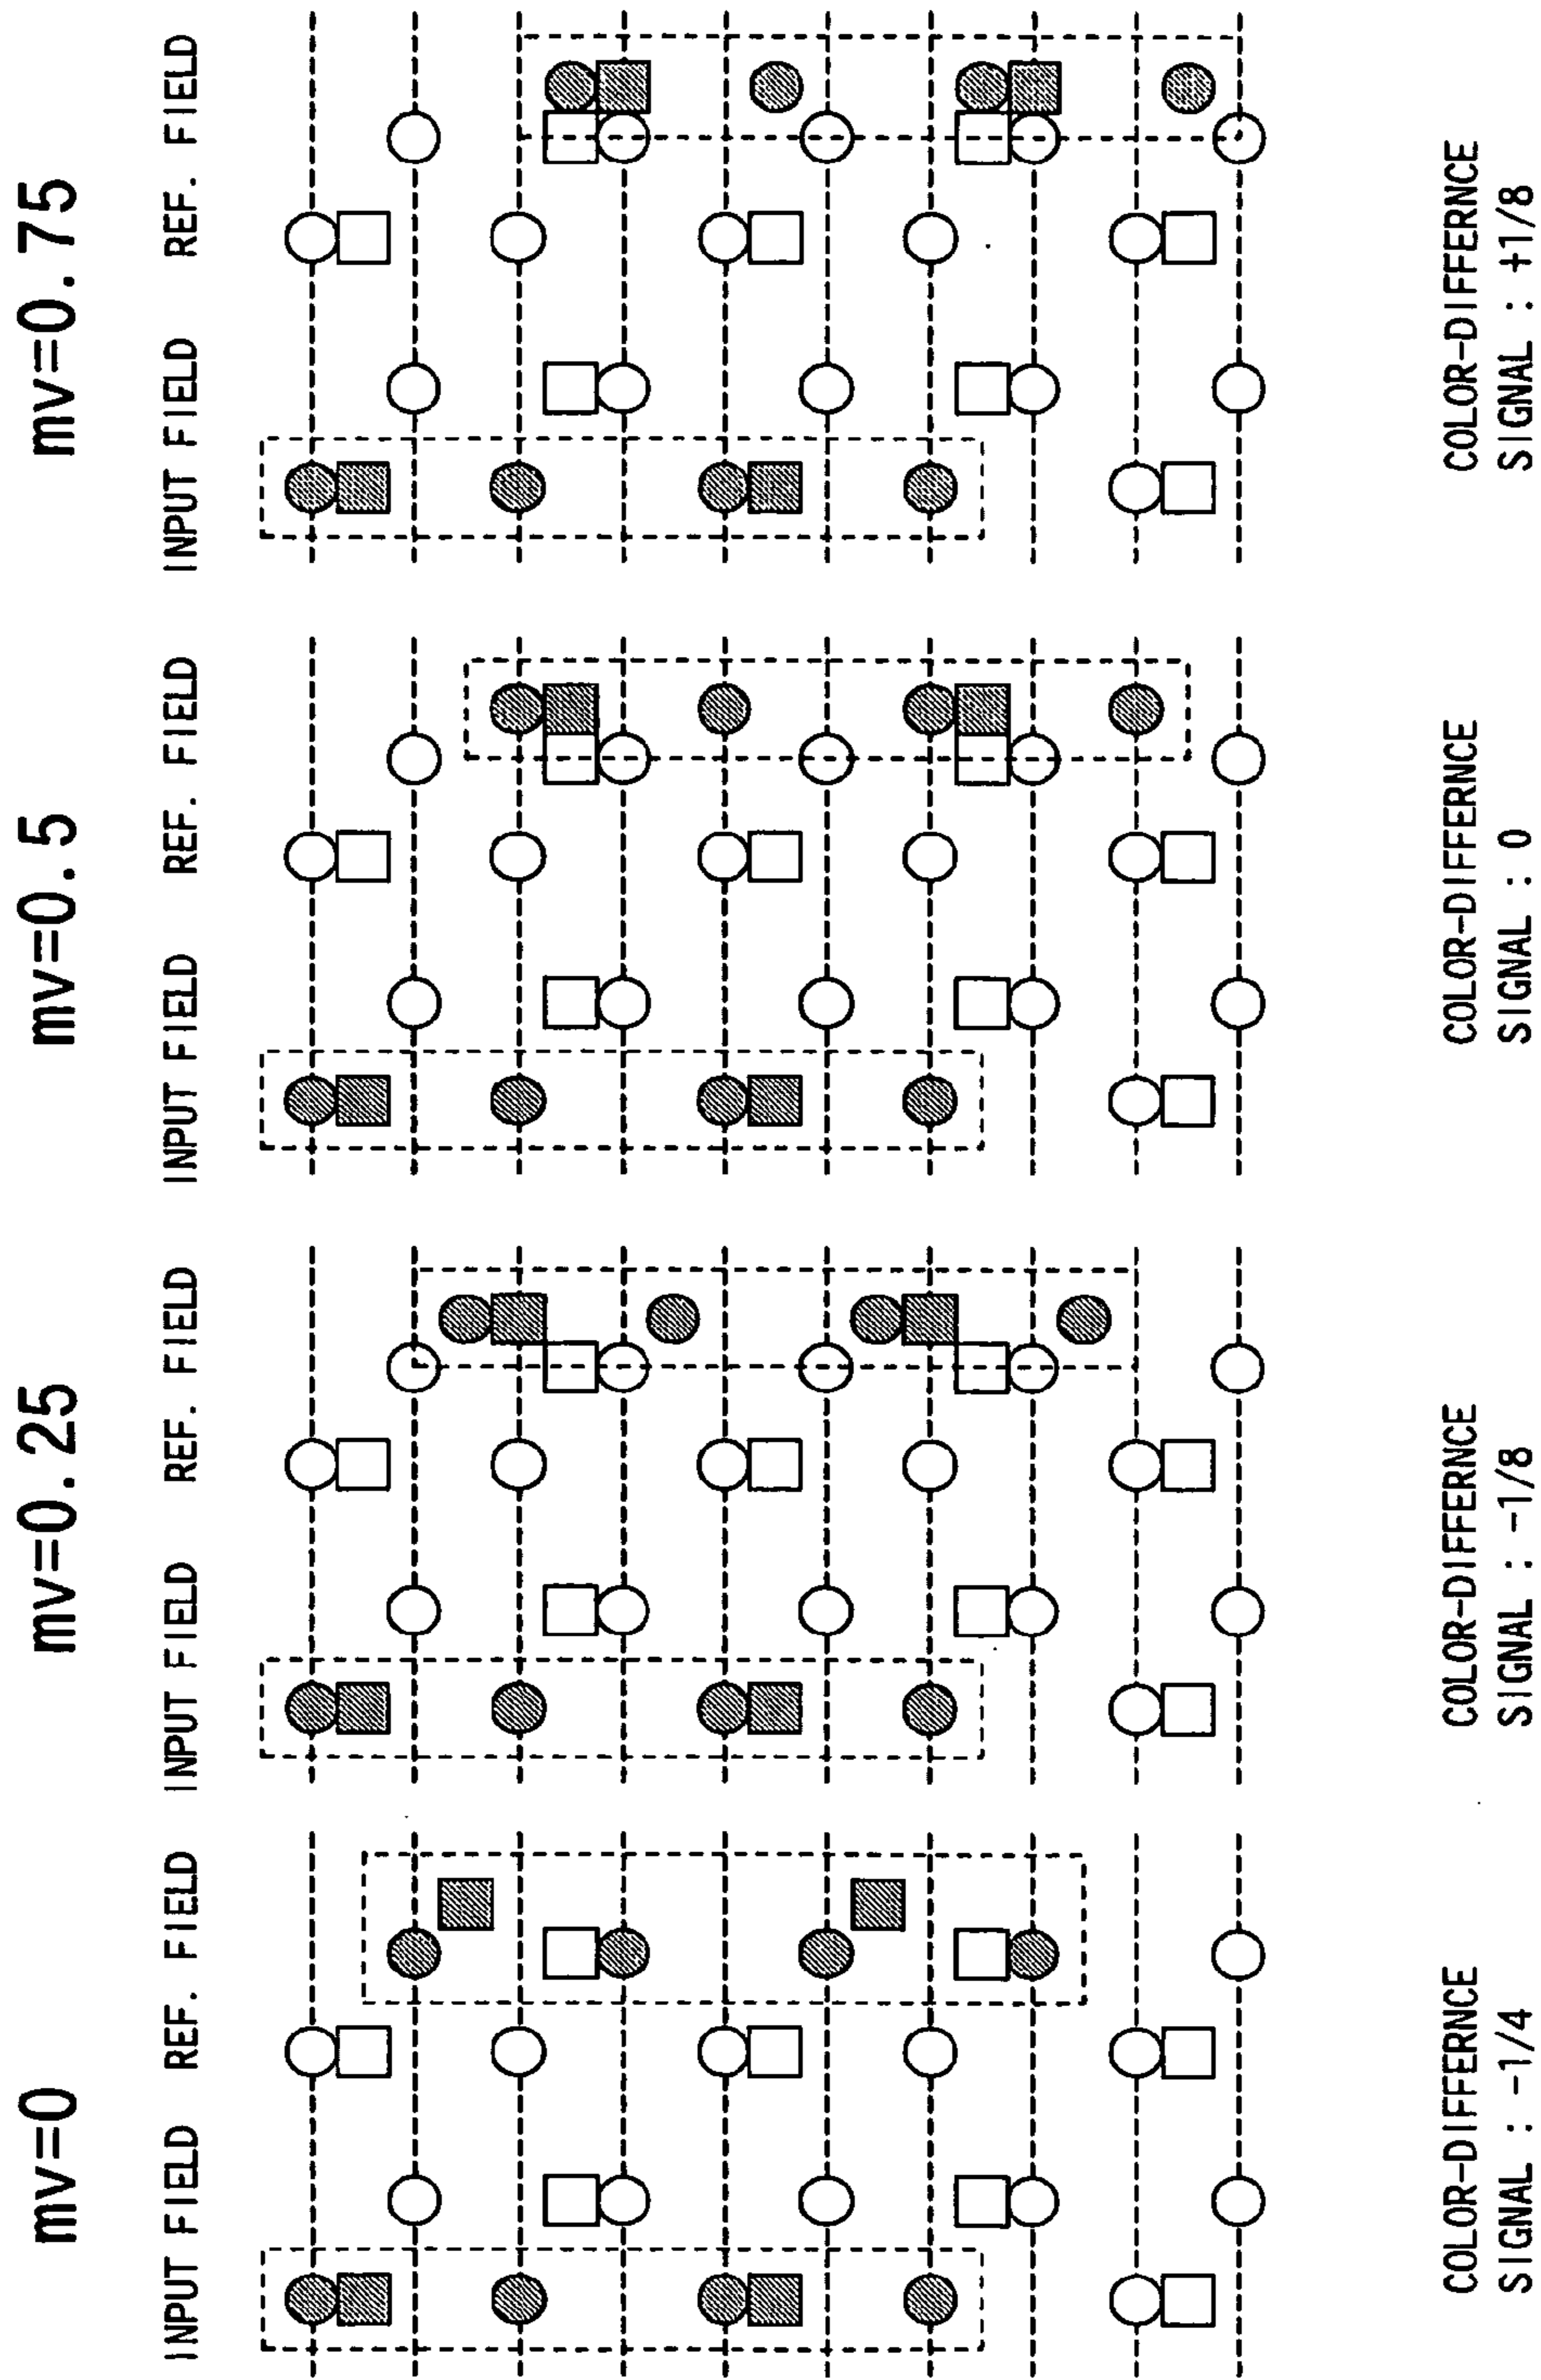 mv=0
INPUT FIELD
REF. FIELD
COLOR-DIFFERNCE
SIGNAL : -1/4
mv=0.25
INPUT FIELD
REF. FIELD
COLOR-DIFFERNCE
SIGNAL : -1/8
mv=0.5
INPUT FIELD
REF. FIELD
COLOR-DIFFERNCE
SIGNAL : 0
mv=0.75
INPUT FIELD
REF. FIELD
COLOR-DIFFERNCE
SIGNAL : +1/8